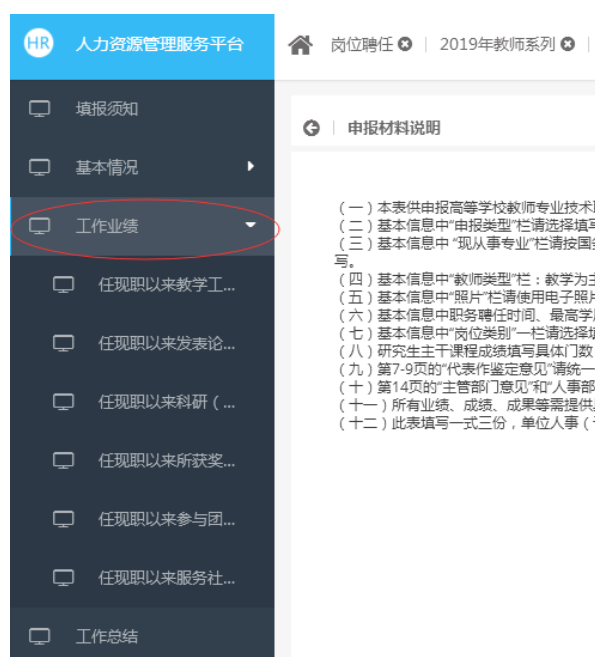 HR 人力资源管理服务平台
岗位聘任 2019年教师系列
填报须知
申报材料说明
基本情况
工作业绩
任现职以来教学工...
任现职以来发表论...
任现职以来科研（...
任现职以来所获奖...
任现职以来参与团...
任现职以来服务社...
工作总结
（一）本表供申报高等学校教师专业技术
（二）基本信息中“申报类型”栏请选择填写
（三）基本信息中 “现从事专业”栏请按国
写。
（四）基本信息中“教师类型”栏：教学为主
（五）基本信息中“照片”栏请使用电子照片
（六）基本信息中职务聘任时间、最高学
（七）基本信息中“岗位类别”一栏请选择填
（八）研究生主干课程成绩填写具体门数
（九）第7-9页的“代表作鉴定意见”请统一
（十）第14页的“主管部门意见”和“人事部
（十一）所有业绩、成绩、成果等需提供
（十二）此表填写一式三份，单位人事（